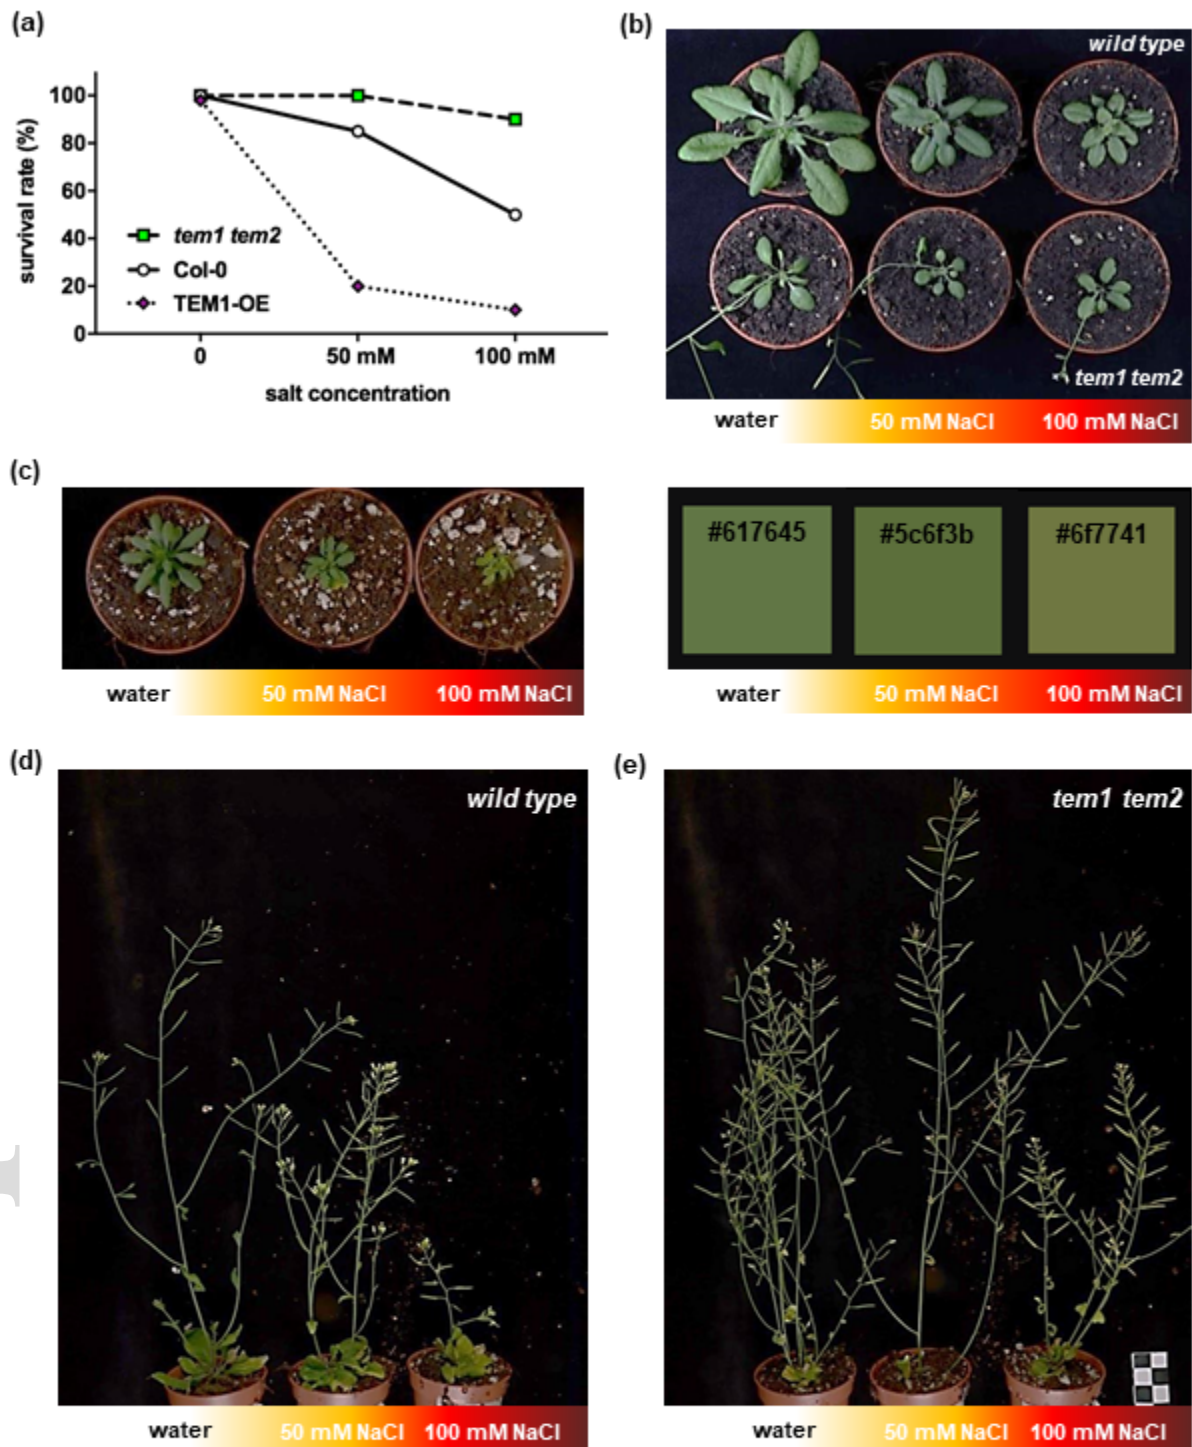 (a)
survival rate (%)
100
80
60
40
20
0
tem1 tem2
Col-0
TEM1-OE
0 50 mM 100 mM
salt concentration
(b)
wild type
tem1 tem2
water 50 mM NaCl 100 mM NaCl
(c)
water 50 mM NaCl 100 mM NaCl
#617645 #5c6f3b #6f7741
water 50 mM NaCl 100 mM NaCl
(d)
wild type
water 50 mM NaCl 100 mM NaCl
(e)
tem1 tem2
water 50 mM NaCl 100 mM NaCl